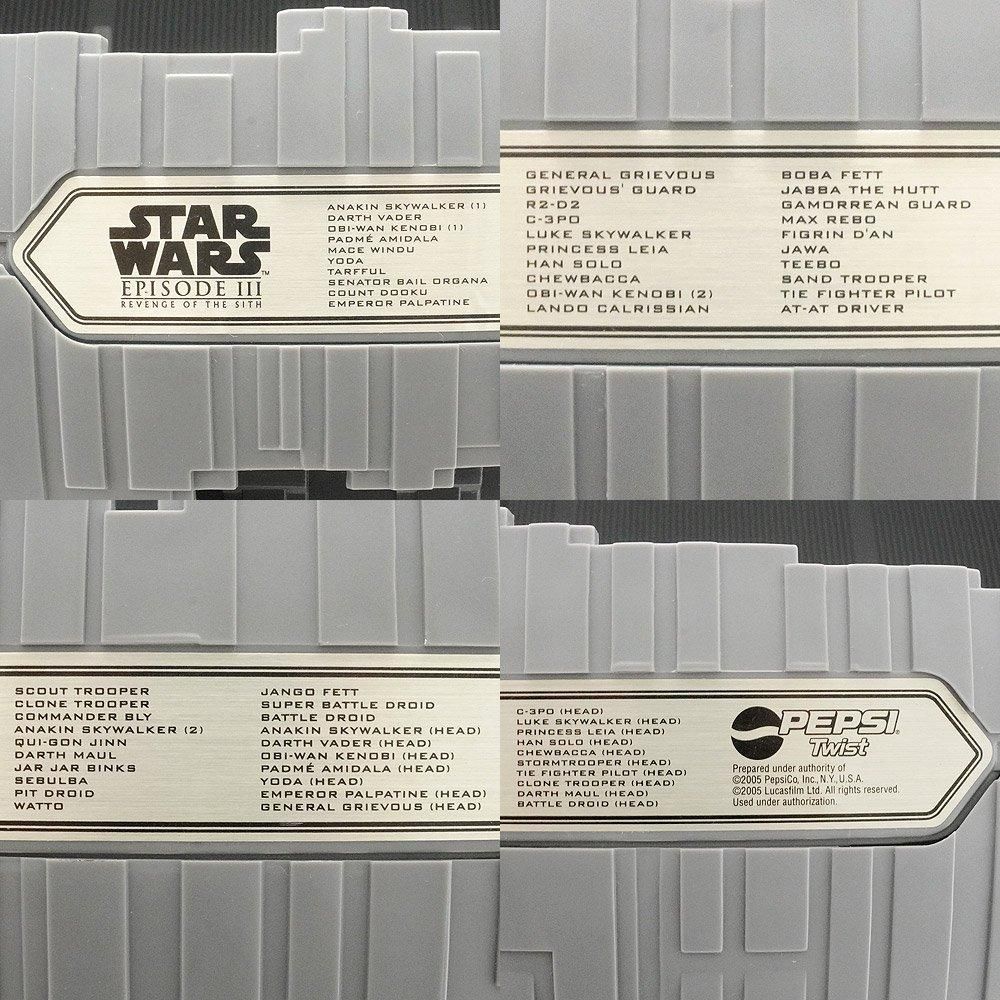 STAR
WARS™
EPISODE III
REVENGE OF THE SITH
ANAKIN SKYWALKER (1)
DARTH VADER
OBI-WAN KENOBI (1)
PADMÉ AMIDALA
MACE WINDU
YODA
TARFFUL
SENATOR BAIL ORGANA
COUNT DOOKU
EMPEROR PALPATINE
GENERAL GRIEVOUS
GRIEVOUS' GUARD
R2-D2
C-3PO
LUKE SKYWALKER
PRINCESS LEIA
HAN SOLO
CHEWBACCA
OBI-WAN KENOBI (2)
LANDO CALRISSIAN
BOBA FETT
JABBA THE HUTT
GAMORREAN GUARD
MAX REBO
FIGRIN D'AN
JAWA
TEEBO
SAND TROOPER
TIE FIGHTER PILOT
AT-AT DRIVER
SCOUT TROOPER
CLONE TROOPER
COMMANDER BLY
ANAKIN SKYWALKER (2)
QUI-GON JINN
DARTH MAUL
JAR JAR BINKS
SEBULBA
PIT DROID
WATTO
JANGO FETT
SUPER BATTLE DROID
BATTLE DROID
ANAKIN SKYWALKER (HEAD)
DARTH VADER (HEAD)
OBI-WAN KENOBI (HEAD)
PADMÉ AMIDALA (HEAD)
YODA (HEAD)
EMPEROR PALPATINE (HEAD)
GENERAL GRIEVOUS (HEAD)
C-3PO (HEAD)
LUKE SKYWALKER (HEAD)
PRINCESS LEIA (HEAD)
HAN SOLO (HEAD)
CHEWBACCA (HEAD)
STORMTROOPER (HEAD)
TIE FIGHTER PILOT (HEAD)
CLONE TROOPER (HEAD)
DARTH MAUL (HEAD)
BATTLE DROID (HEAD)
PEPSI®
Twist
Prepared under authority of
©2005 PepsiCo, Inc., N.Y., U.S.A.
©2005 Lucasfilm Ltd. All rights reserved.
Used under authorization.